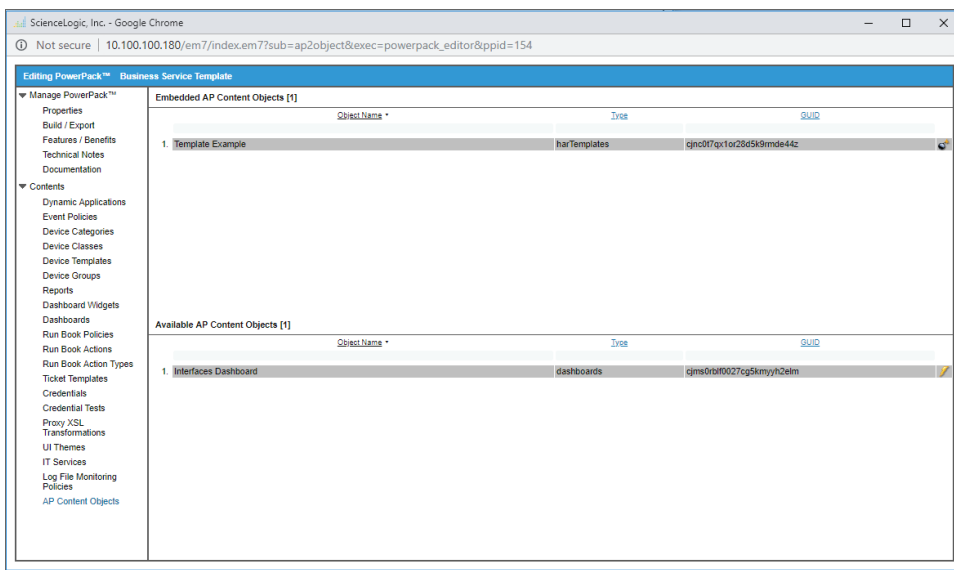 ScienceLogic, Inc. - Google Chrome
Not secure | 10.100.100.180/em7/index.em7?sub=ap2object&exec=powerpack_editor&ppid=154
Editing PowerPack™ Business Service Template
Manage PowerPack™
Properties
Build / Export
Features / Benefits
Technical Notes
Documentation
Contents
Dynamic Applications
Event Policies
Device Categories
Device Classes
Device Templates
Device Groups
Reports
Dashboard Widgets
Dashboards
Run Book Policies
Run Book Actions
Run Book Action Types
Ticket Templates
Credentials
Credential Tests
Proxy XSL
Transformations
UI Themes
IT Services
Log File Monitoring
Policies
AP Content Objects
Embedded AP Content Objects [1]
Object Name Type GUID
1. Template Example harTemplates cjnc0t7qx1or28d5k9rmde44z
Available AP Content Objects [1]
Object Name Type GUID
1. Interfaces Dashboard dashboards cjms0rblf0027cg5kmyyh2elm